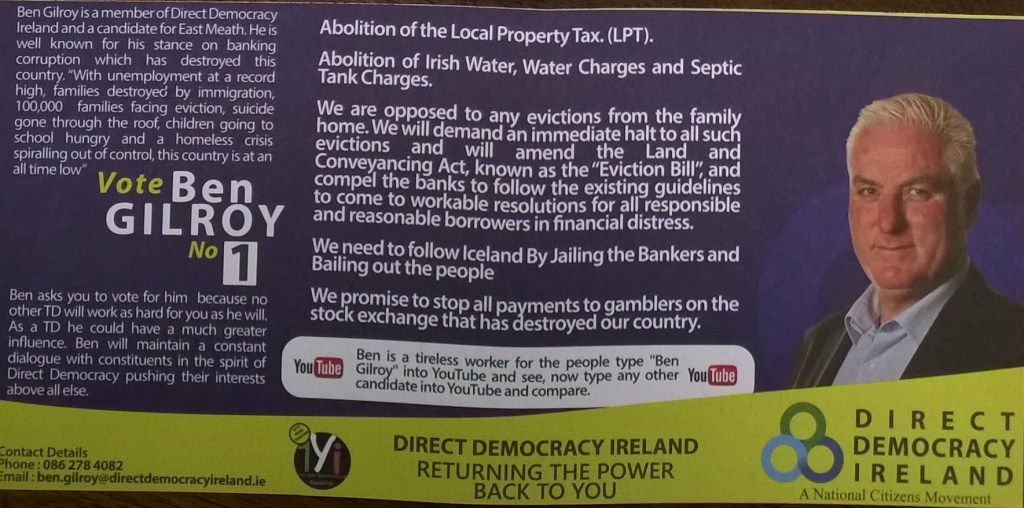 Ben Gilroy is a member of Direct Democracy
Ireland and a candidate for East Meath. He is
well known for his stance on banking
corruption which has destroyed this
country. "With unemployment at a record
high, families destroyed by immigration,
100,000 families facing eviction, suicide
gone through the roof, children going to
school hungry and a homeless crisis
spiralling out of control, this country is at an
all time low"
Vote Ben
GILROY
No 1
Ben asks you to vote for him because no
other TD will work as hard for you as he will.
As a TD he could have a much greater
influence. Ben will maintain a constant
dialogue with constituents in the spirit of
Direct Democracy pushing their interests
above all else.
Abolition of the Local Property Tax. (LPT).
Abolition of Irish Water, Water Charges and Septic
Tank Charges.
We are opposed to any evictions from the family
home. We will demand an immediate halt to all such
evictions and will amend the Land and
Conveyancing Act, known as the "Eviction Bill", and
compel the banks to follow the existing guidelines
to come to workable resolutions for all responsible
and reasonable borrowers in financial distress.
We need to follow Iceland By Jailing the Bankers and
Bailing out the people
We promise to stop all payments to gamblers on the
stock exchange that has destroyed our country.
YouTube
Ben is a tireless worker for the people type "Ben
Gilroy" into YouTube and see, now type any other
candidate into YouTube and compare.
YouTube
Contact Details
Phone : 086 278 4082
Email : ben.gilroy@directdemocracyireland.ie
iyi
DIRECT DEMOCRACY IRELAND
RETURNING THE POWER
BACK TO YOU
DIRECT
DEMOCRACY
IRELAND
A National Citizens Movement